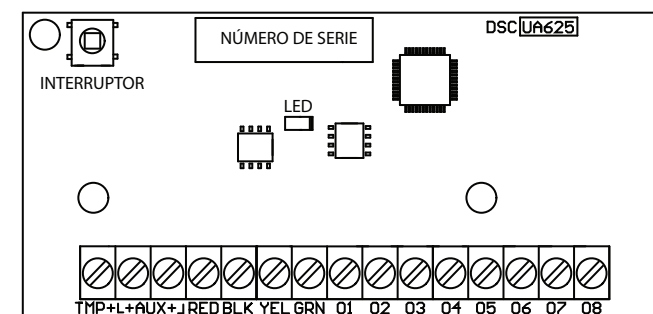 NÚMERO DE SERIE
DSC UA625
INTERRUPTOR
LED
TMP+ L+AUX+┘ RED BLK YEL GRN 01 02 03 04 05 06 07 08